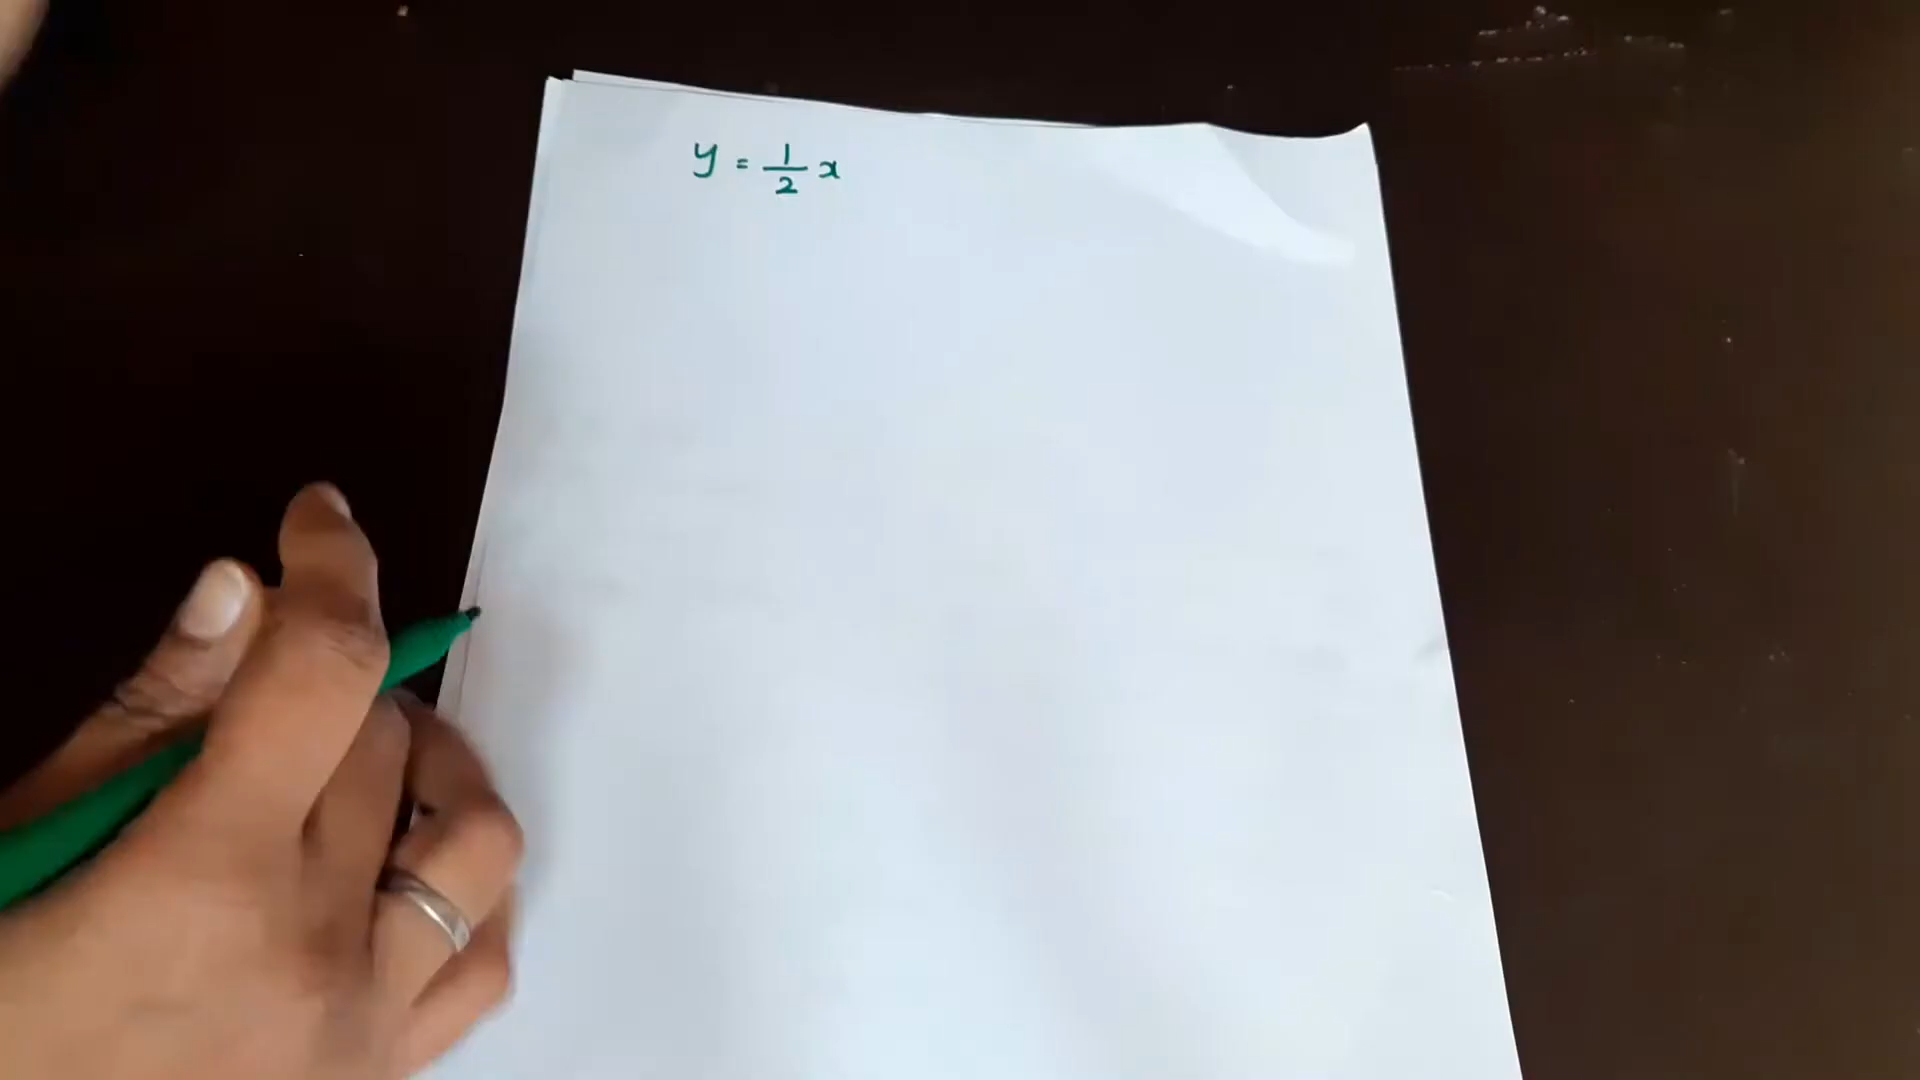 y = 1/2 x